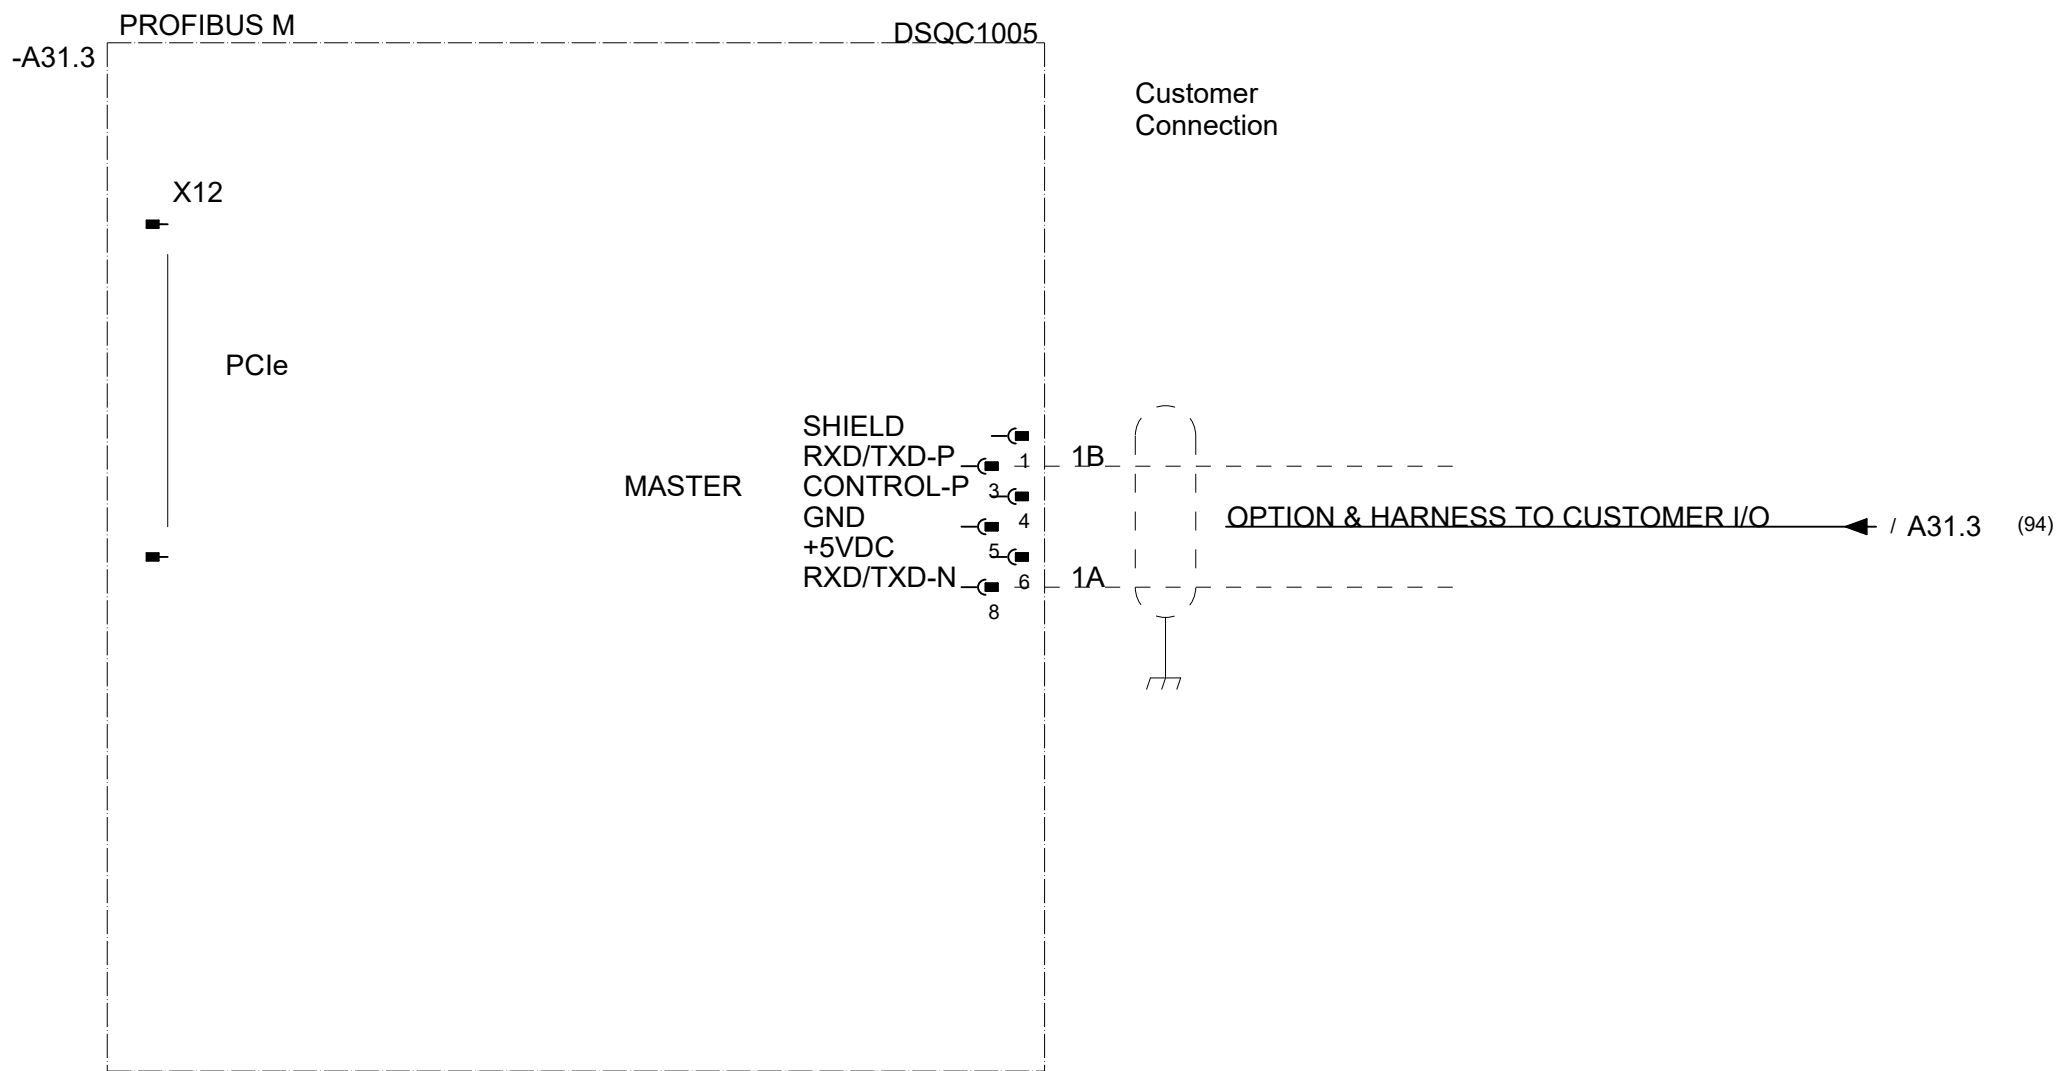 PROFIBUS M
DSQC1005
-A31.3
Customer
Connection
X12
PCIe
SHIELD
RXD/TXD-P 1 1B
MASTER CONTROL-P 3
GND 4 OPTION & HARNESS TO CUSTOMER I/O / A31.3 (94)
+5VDC 5
RXD/TXD-N 6 1A
8